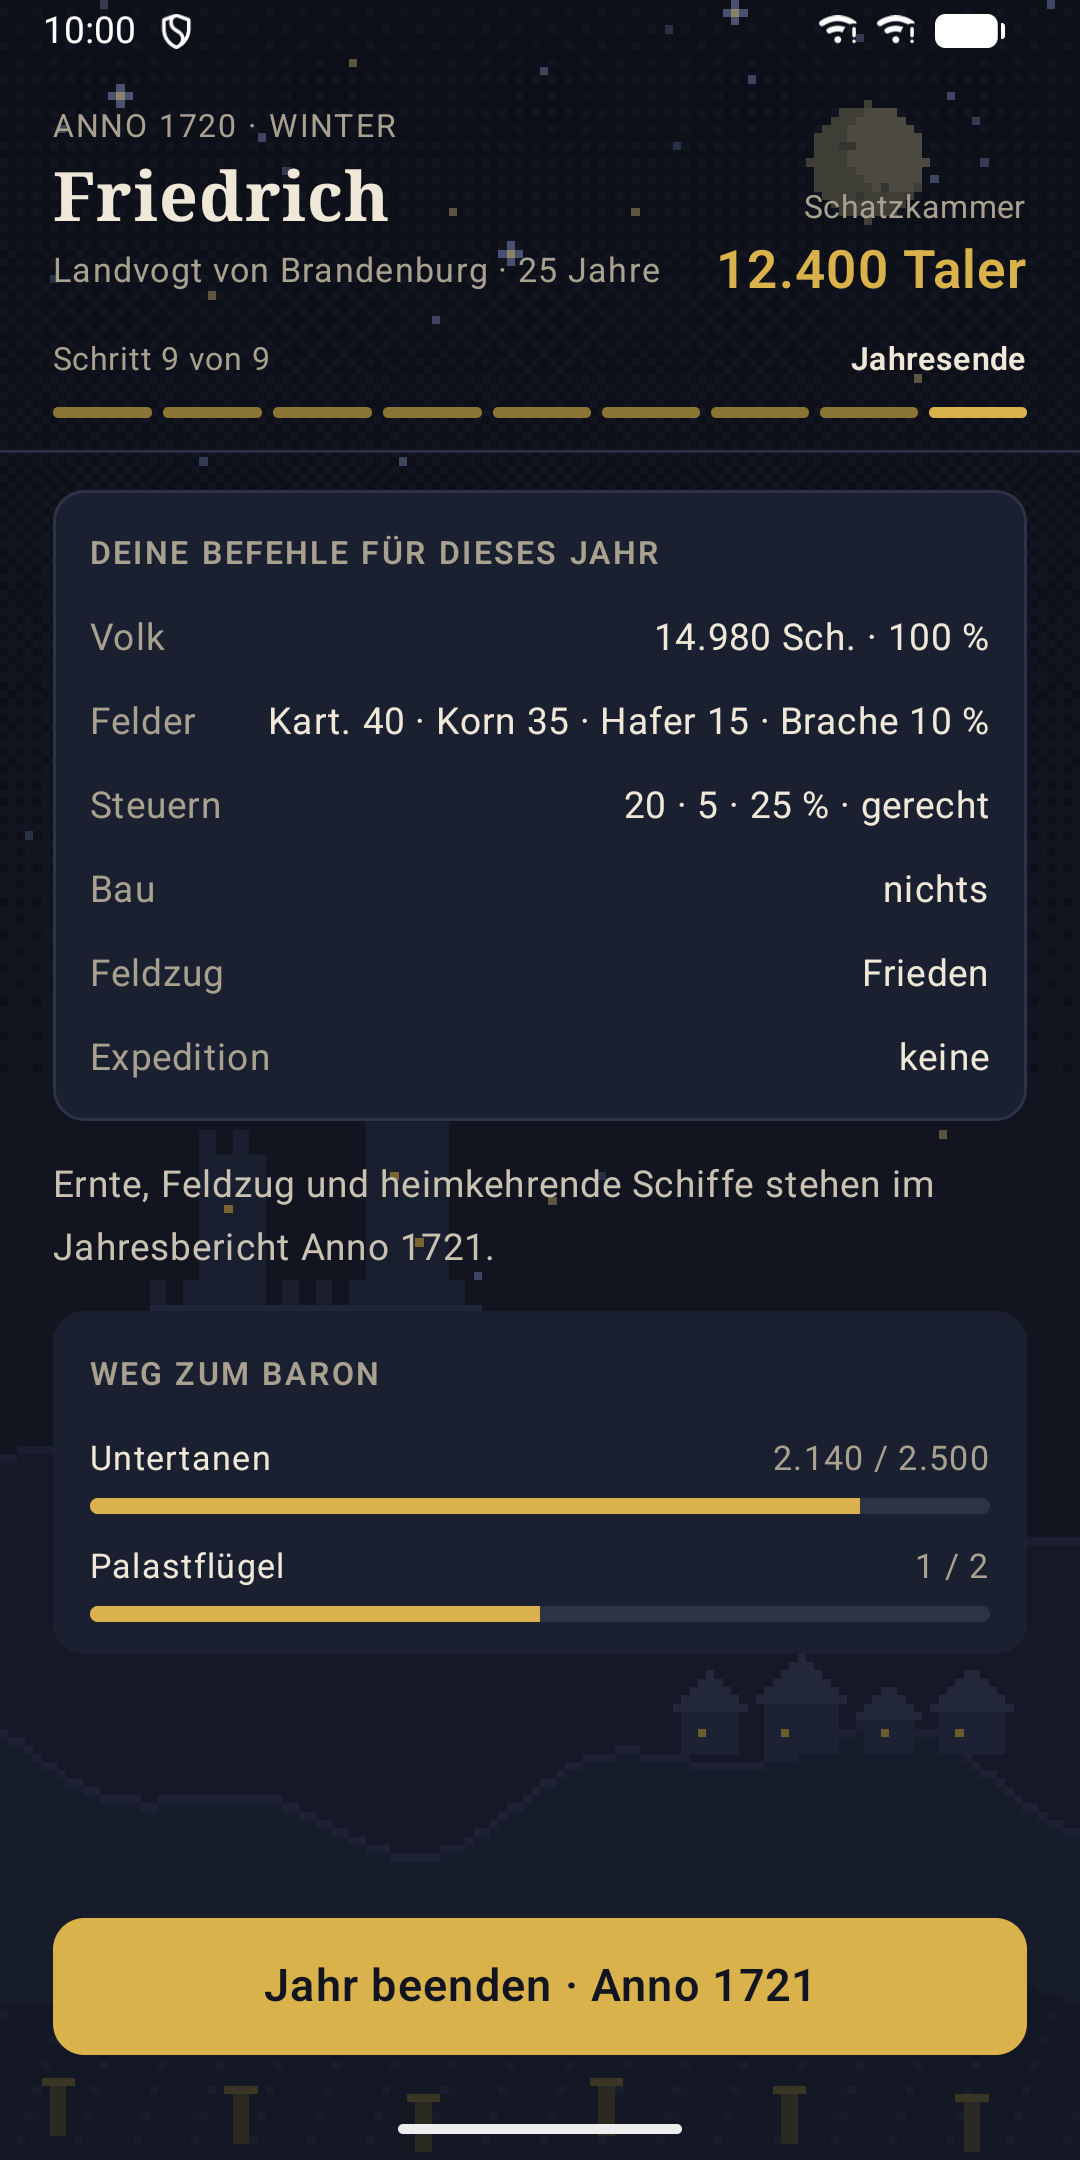 10:00
ANNO 1720 · WINTER
Friedrich
Schatzkammer
Landvogt von Brandenburg · 25 Jahre
12.400 Taler
Schritt 9 von 9
Jahresende
DEINE BEFEHLE FÜR DIESES JAHR
Volk 14.980 Sch. · 100 %
Felder Kart. 40 · Korn 35 · Hafer 15 · Brache 10 %
Steuern 20 · 5 · 25 % · gerecht
Bau nichts
Feldzug Frieden
Expedition keine
Ernte, Feldzug und heimkehrende Schiffe stehen im
Jahresbericht Anno 1721.
WEG ZUM BARON
Untertanen 2.140 / 2.500
Palastflügel 1 / 2
Jahr beenden · Anno 1721